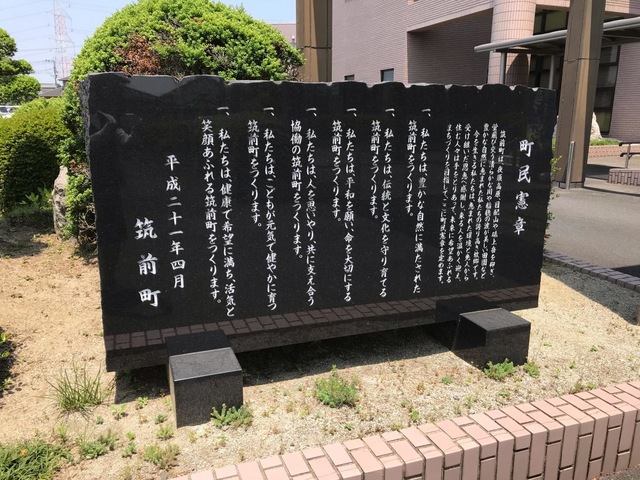 町民憲章
一、私たちは、豊かな自然に満たされた
筑前町をつくります。
一、私たちは、伝統と文化を守り育てる
筑前町をつくります。
一、私たちは、平和を願い、命を大切にする
筑前町をつくります。
一、私たちは、人を思いやり、共に支え合う
協働の筑前町をつくります。
一、私たちは、こどもが元気で健やかに育つ
筑前町をつくります。
一、私たちは、健康で希望に満ち、活気と
笑顔あふれる筑前町をつくります。
平成二十一年四月
筑前町